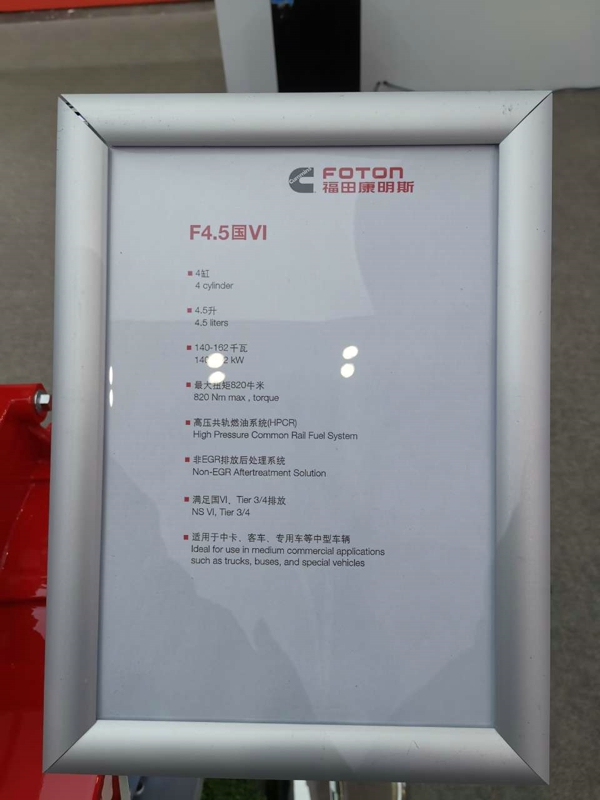 Cummins
FOTON
福田康明斯
F4.5国VI
4缸
4 cylinder
4.5升
4.5 liters
140-162千瓦
2 kW
最大扭矩820牛米
820 Nm max , torque
高压共轨燃油系统(HPCR)
High Pressure Common Rail Fuel System
非EGR排放后处理系统
Non-EGR Aftertreatment Solution
满足国VI、Tier 3/4排放
NS VI, Tier 3/4
适用于中卡、客车、专用车等中型车辆
Ideal for use in medium commercial applications
such as trucks, buses, and special vehicles